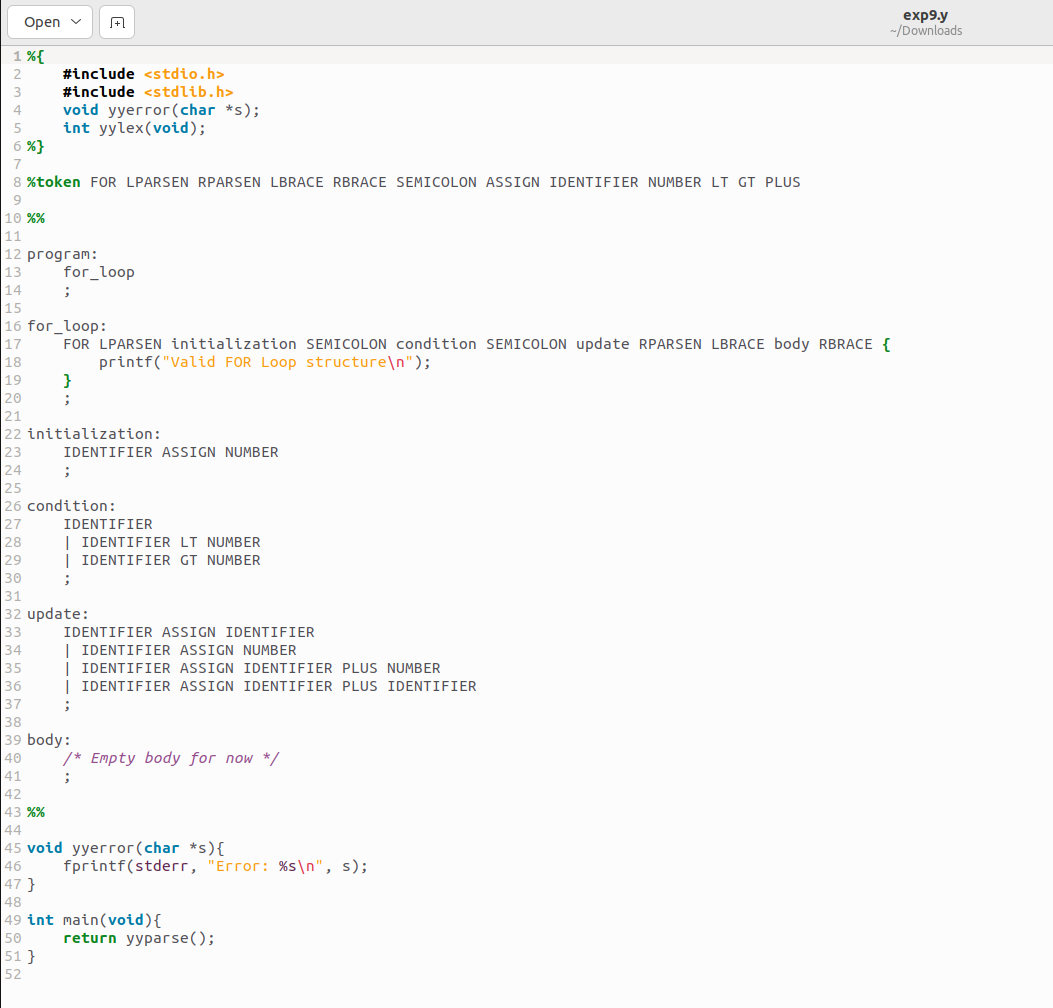 Open
exp9.y
~/Downloads
1 %{
2     #include <stdio.h>
3     #include <stdlib.h>
4     void yyerror(char *s);
5     int yylex(void);
6 %}
7
8 %token FOR LPARSEN RPARSEN LBRACE RBRACE SEMICOLON ASSIGN IDENTIFIER NUMBER LT GT PLUS
9
10 %%
11
12 program:
13     for_loop
14     ;
15
16 for_loop:
17     FOR LPARSEN initialization SEMICOLON condition SEMICOLON update RPARSEN LBRACE body RBRACE {
18         printf("Valid FOR Loop structure\n");
19     }
20     ;
21
22 initialization:
23     IDENTIFIER ASSIGN NUMBER
24     ;
25
26 condition:
27     IDENTIFIER
28     | IDENTIFIER LT NUMBER
29     | IDENTIFIER GT NUMBER
30     ;
31
32 update:
33     IDENTIFIER ASSIGN IDENTIFIER
34     | IDENTIFIER ASSIGN NUMBER
35     | IDENTIFIER ASSIGN IDENTIFIER PLUS NUMBER
36     | IDENTIFIER ASSIGN IDENTIFIER PLUS IDENTIFIER
37     ;
38
39 body:
40     /* Empty body for now */
41     ;
42
43 %%
44
45 void yyerror(char *s){
46     fprintf(stderr, "Error: %s\n", s);
47 }
48
49 int main(void){
50     return yyparse();
51 }
52